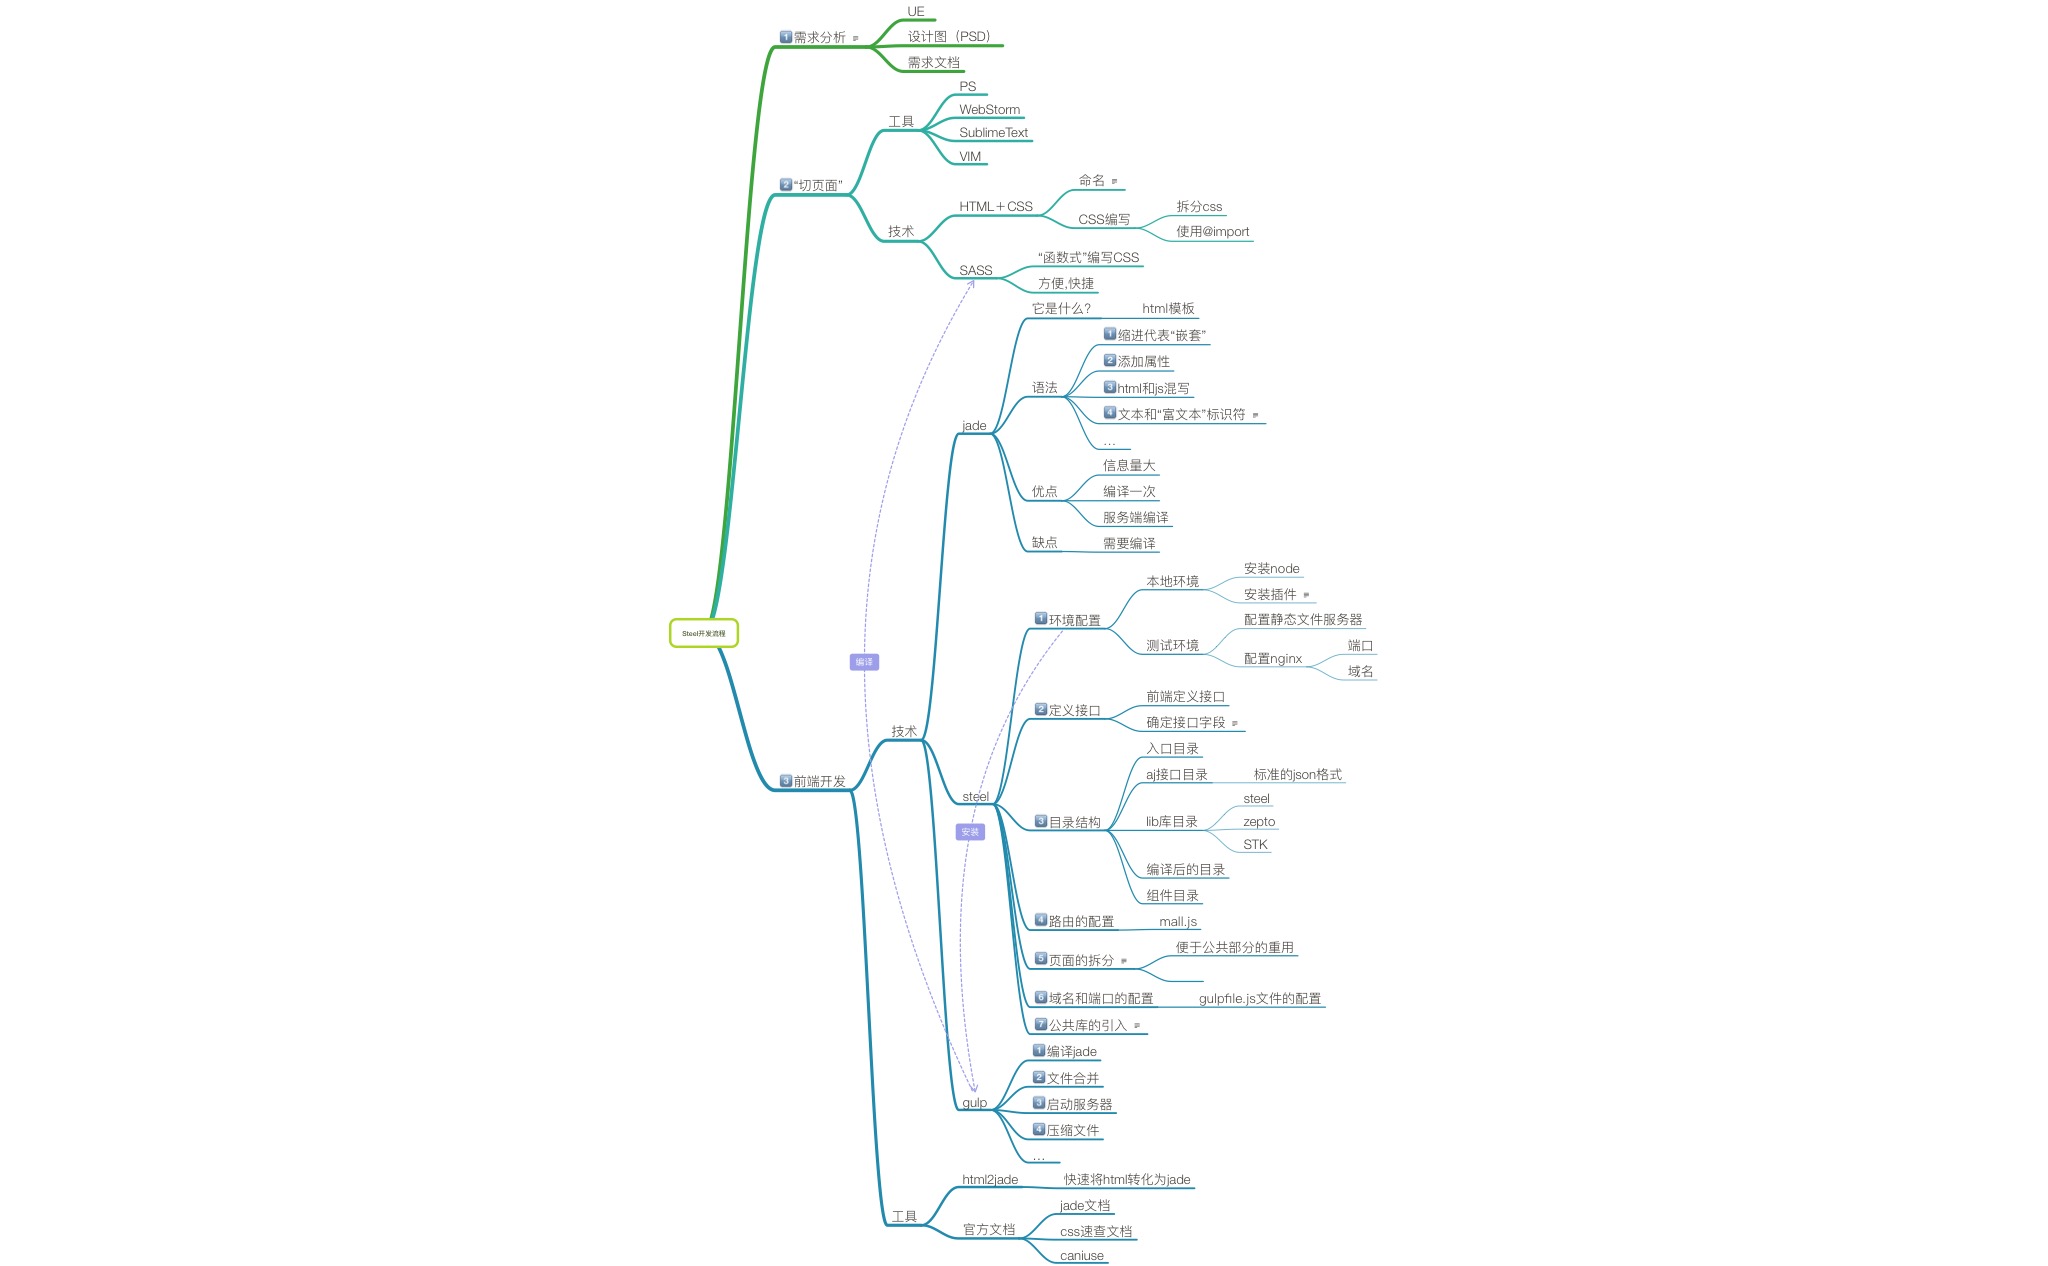 Steel开发流程
1 需求分析
UE
设计图（PSD）
需求文档
2 “切页面”
工具
PS
WebStorm
SublimeText
VIM
技术
HTML＋CSS
命名
CSS编写
拆分css
使用@import
SASS
“函数式”编写CSS
方便,快捷
3 前端开发
技术
jade
它是什么?
html模板
语法
1 缩进代表“嵌套”
2 添加属性
3 html和js混写
4 文本和“富文本”标识符
...
优点
信息量大
编译一次
服务端编译
缺点
需要编译
steel
1 环境配置
本地环境
安装node
安装插件
测试环境
配置静态文件服务器
配置nginx
端口
域名
2 定义接口
前端定义接口
确定接口字段
3 目录结构
入口目录
aj接口目录
标准的json格式
lib库目录
steel
zepto
STK
编译后的目录
组件目录
4 路由的配置
mall.js
5 页面的拆分
便于公共部分的重用
6 域名和端口的配置
gulpfile.js文件的配置
7 公共库的引入
gulp
1 编译jade
2 文件合并
3 启动服务器
4 压缩文件
...
工具
html2jade
快速将html转化为jade
官方文档
jade文档
css速查文档
caniuse
编译
安装